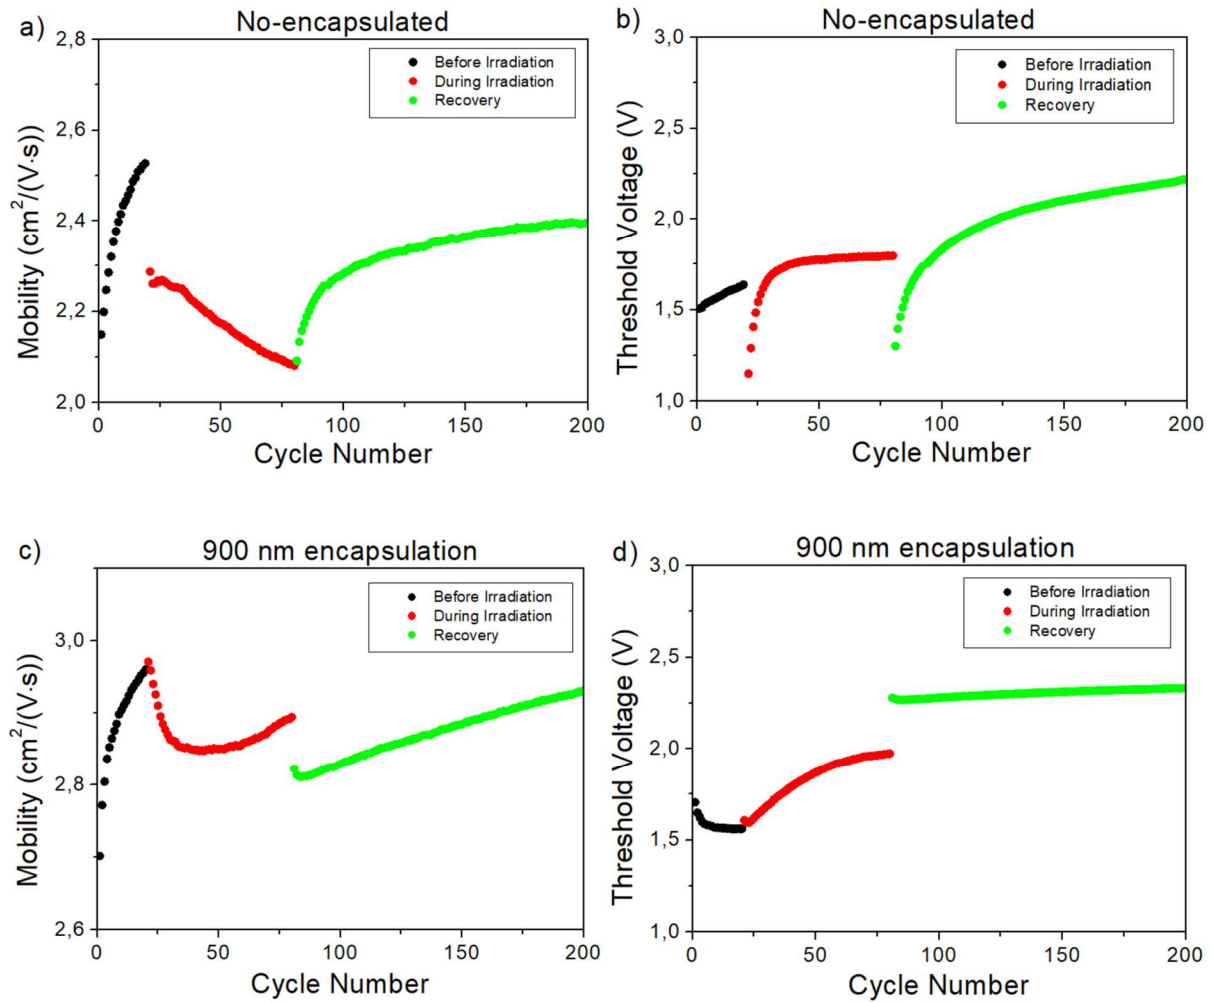 a)
No-encapsulated
2,8
2,6
2,4
2,2
2,0
Mobility (cm²/(V·s))
Before Irradiation
During Irradiation
Recovery
0 50 100 150 200
Cycle Number
b)
No-encapsulated
3,0
2,5
2,0
1,5
1,0
Threshold Voltage (V)
Before Irradiation
During Irradiation
Recovery
0 50 100 150 200
Cycle Number
c)
900 nm encapsulation
3,0
2,8
2,6
Mobility (cm²/(V·s))
Before Irradiation
During Irradiation
Recovery
0 50 100 150 200
Cycle Number
d)
900 nm encapsulation
3,0
2,5
2,0
1,5
1,0
Threshold Voltage (V)
Before Irradiation
During Irradiation
Recovery
0 50 100 150 200
Cycle Number